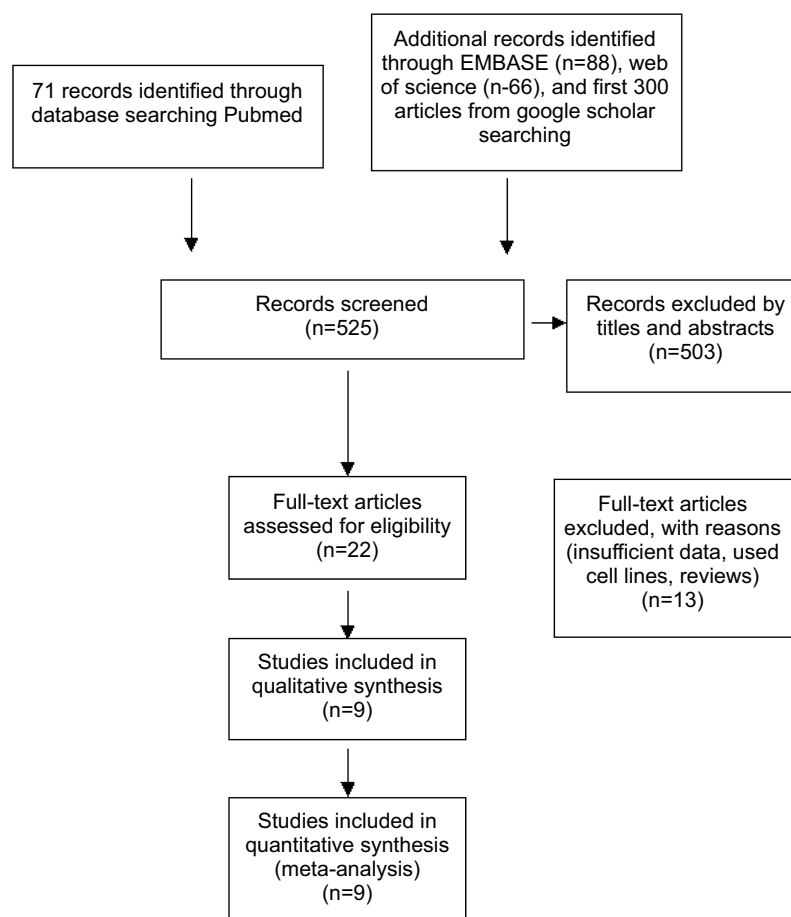 71 records identified through
database searching Pubmed
Additional records identified
through EMBASE (n=88), web
of science (n-66), and first 300
articles from google scholar
searching
Records screened
(n=525)
Records excluded by
titles and abstracts
(n=503)
Full-text articles
assessed for eligibility
(n=22)
Full-text articles
excluded, with reasons
(insufficient data, used
cell lines, reviews)
(n=13)
Studies included in
qualitative synthesis
(n=9)
Studies included in
quantitative synthesis
(meta-analysis)
(n=9)